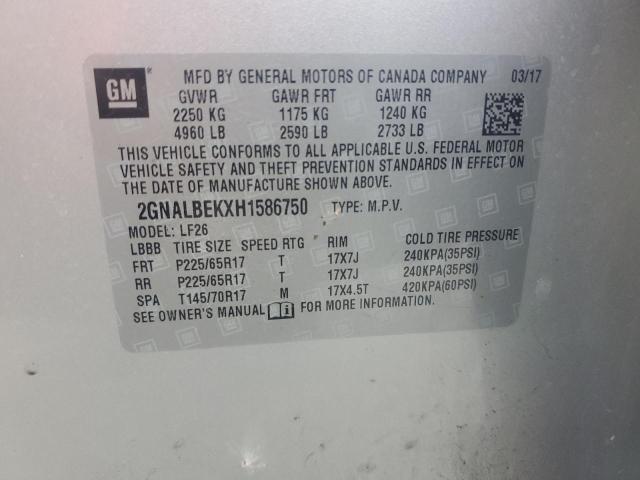 GM MFD BY GENERAL MOTORS OF CANADA COMPANY 03/17
GVWR GAWR FRT GAWR RR
2250 KG 1175 KG 1240 KG
4960 LB 2590 LB 2733 LB
THIS VEHICLE CONFORMS TO ALL APPLICABLE U.S. FEDERAL MOTOR
VEHICLE SAFETY AND THEFT PREVENTION STANDARDS IN EFFECT ON
THE DATE OF MANUFACTURE SHOWN ABOVE.
2GNALBEKXH1586750 TYPE: M.P.V.
MODEL: LF26
LBBB TIRE SIZE SPEED RTG RIM COLD TIRE PRESSURE
FRT P225/65R17 T 17X7J 240KPA(35PSI)
RR P225/65R17 T 17X7J 240KPA(35PSI)
SPA T145/70R17 M 17X4.5T 420KPA(60PSI)
SEE OWNER'S MANUAL i FOR MORE INFORMATION.